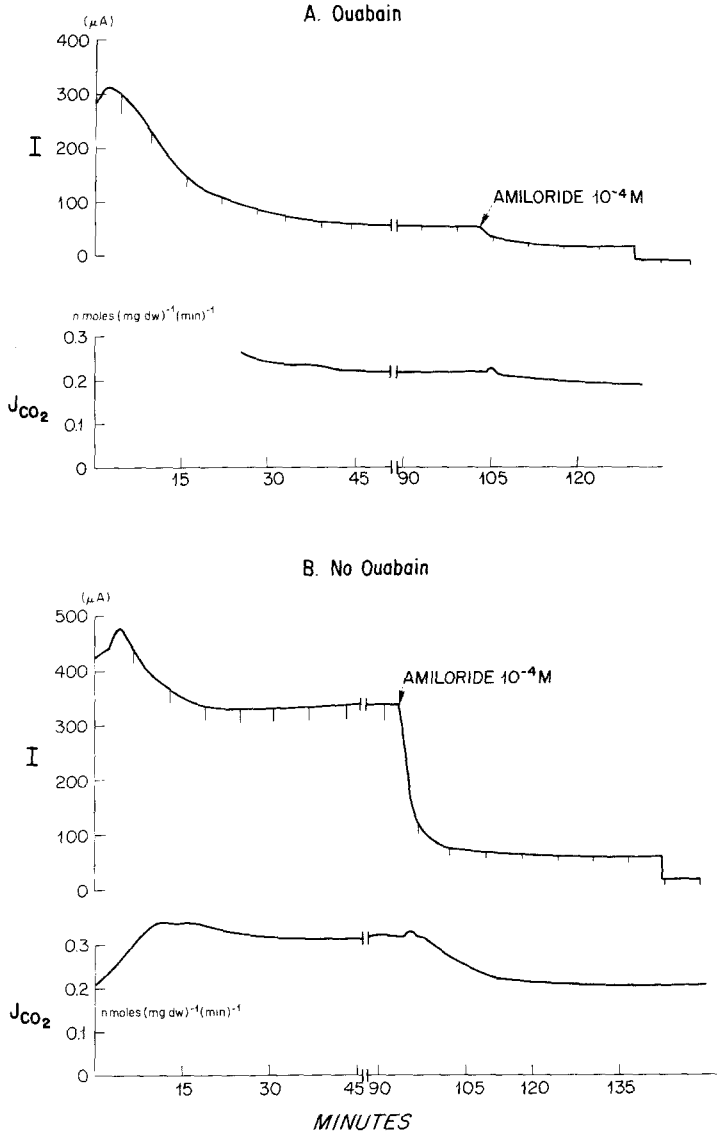 A. Ouabain
(μA)
400
300
I
200
100
0
AMILORIDE 10⁻⁴M
n moles (mg dw)⁻¹ (min)⁻¹
0.3
0.2
JCO₂
0.1
0
15 30 45 90 105 120
B. No Ouabain
(μA)
500
400
AMILORIDE 10⁻⁴M
300
I
200
100
0
0.3
0.2
n moles (mg dw)⁻¹ (min)⁻¹
JCO₂
0.1
0
15 30 45 90 105 120 135
MINUTES